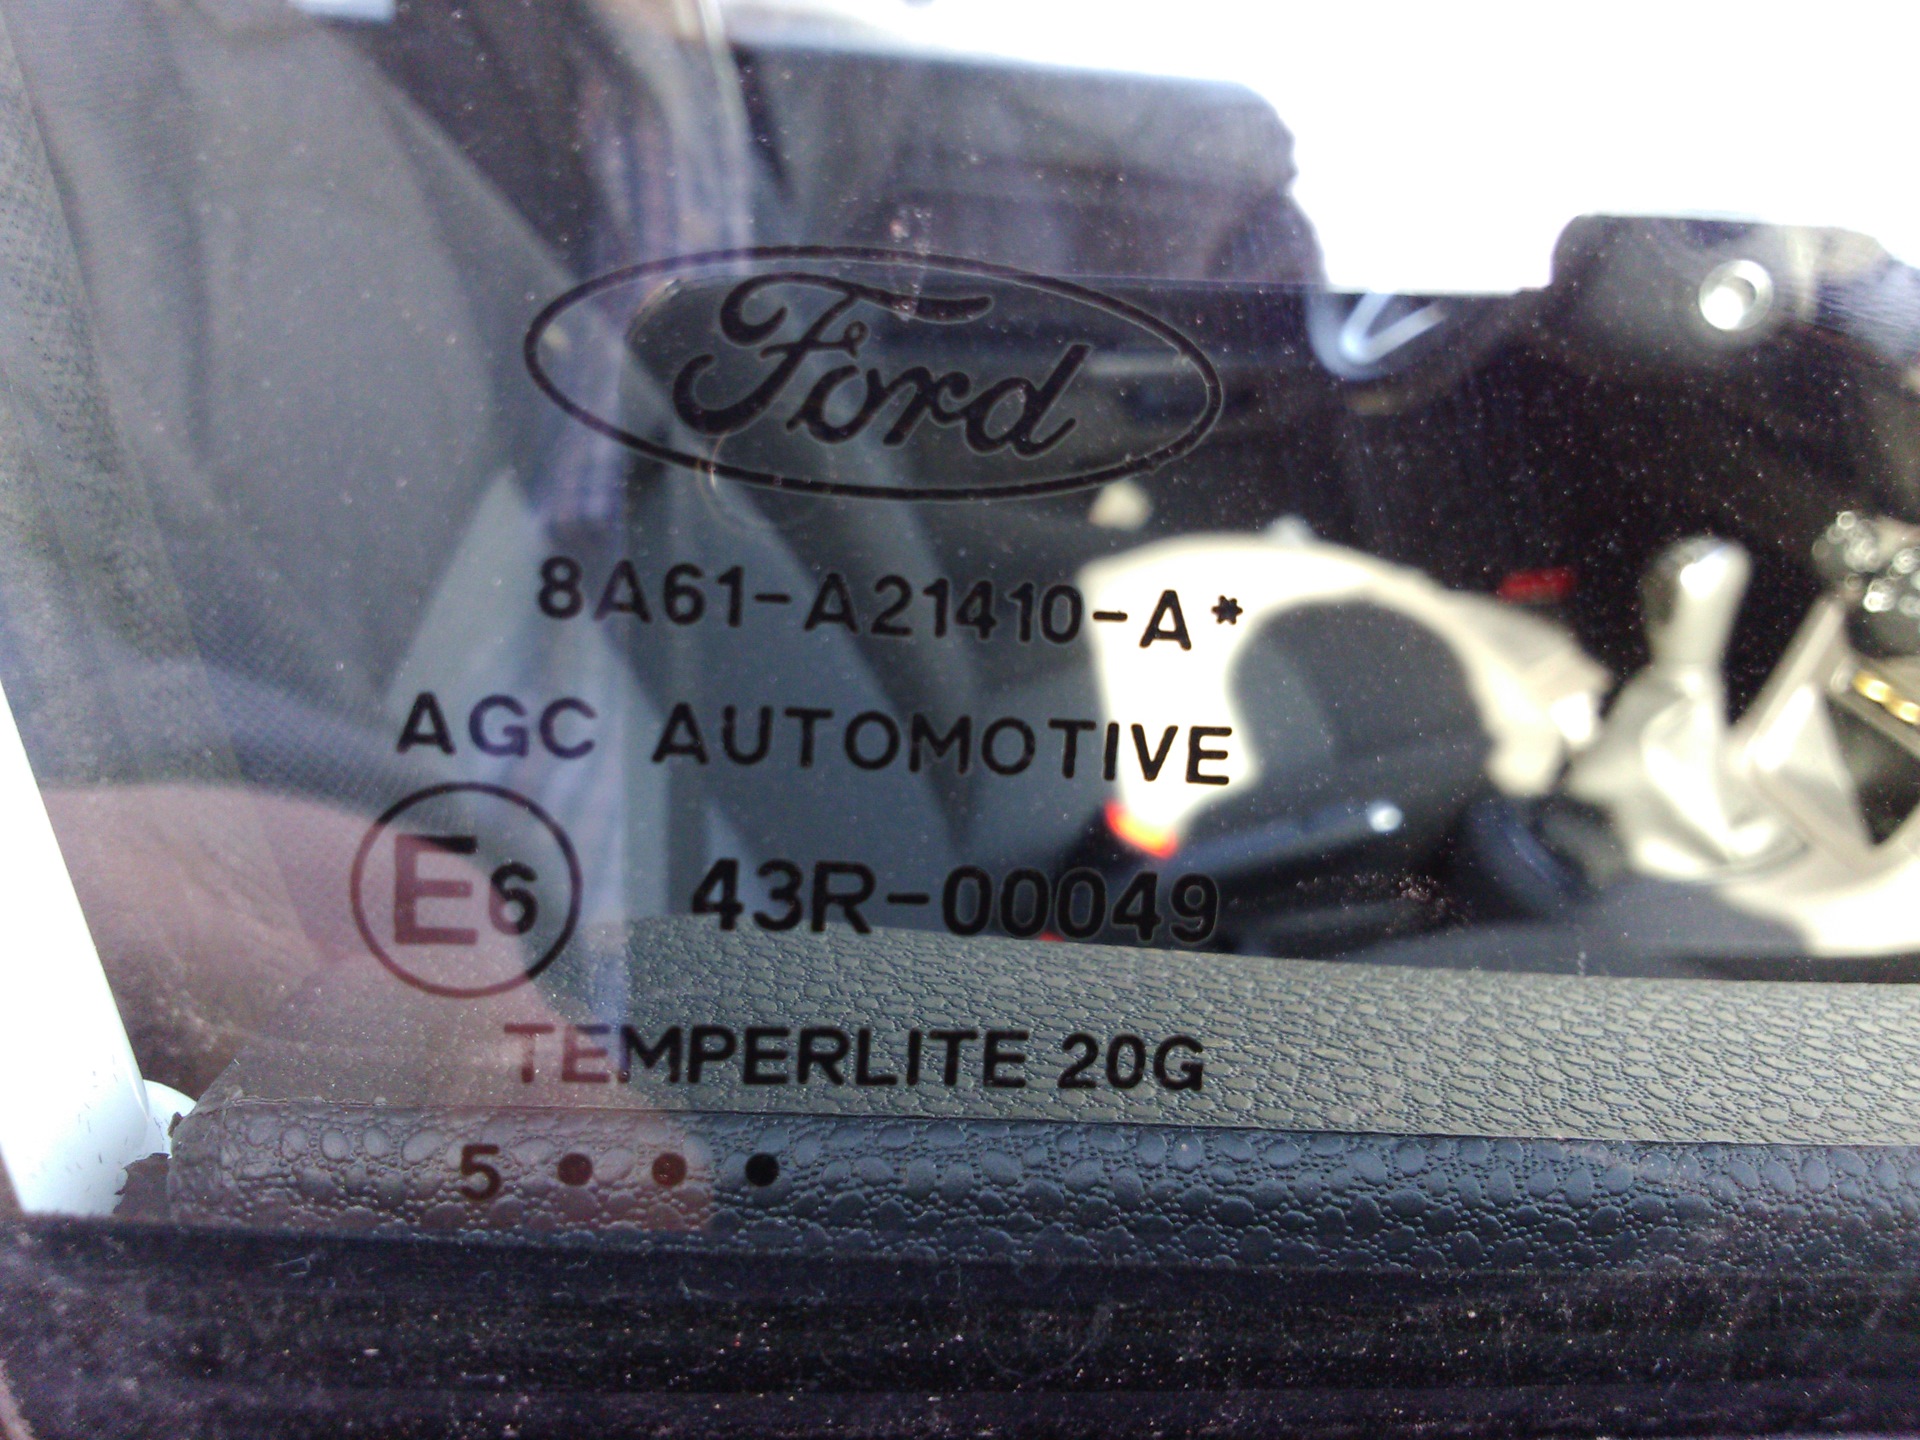 Ford
8A61-A21410-A*
AGC AUTOMOTIVE
E6 43R-00049
TEMPERLITE 20G
5 • • •